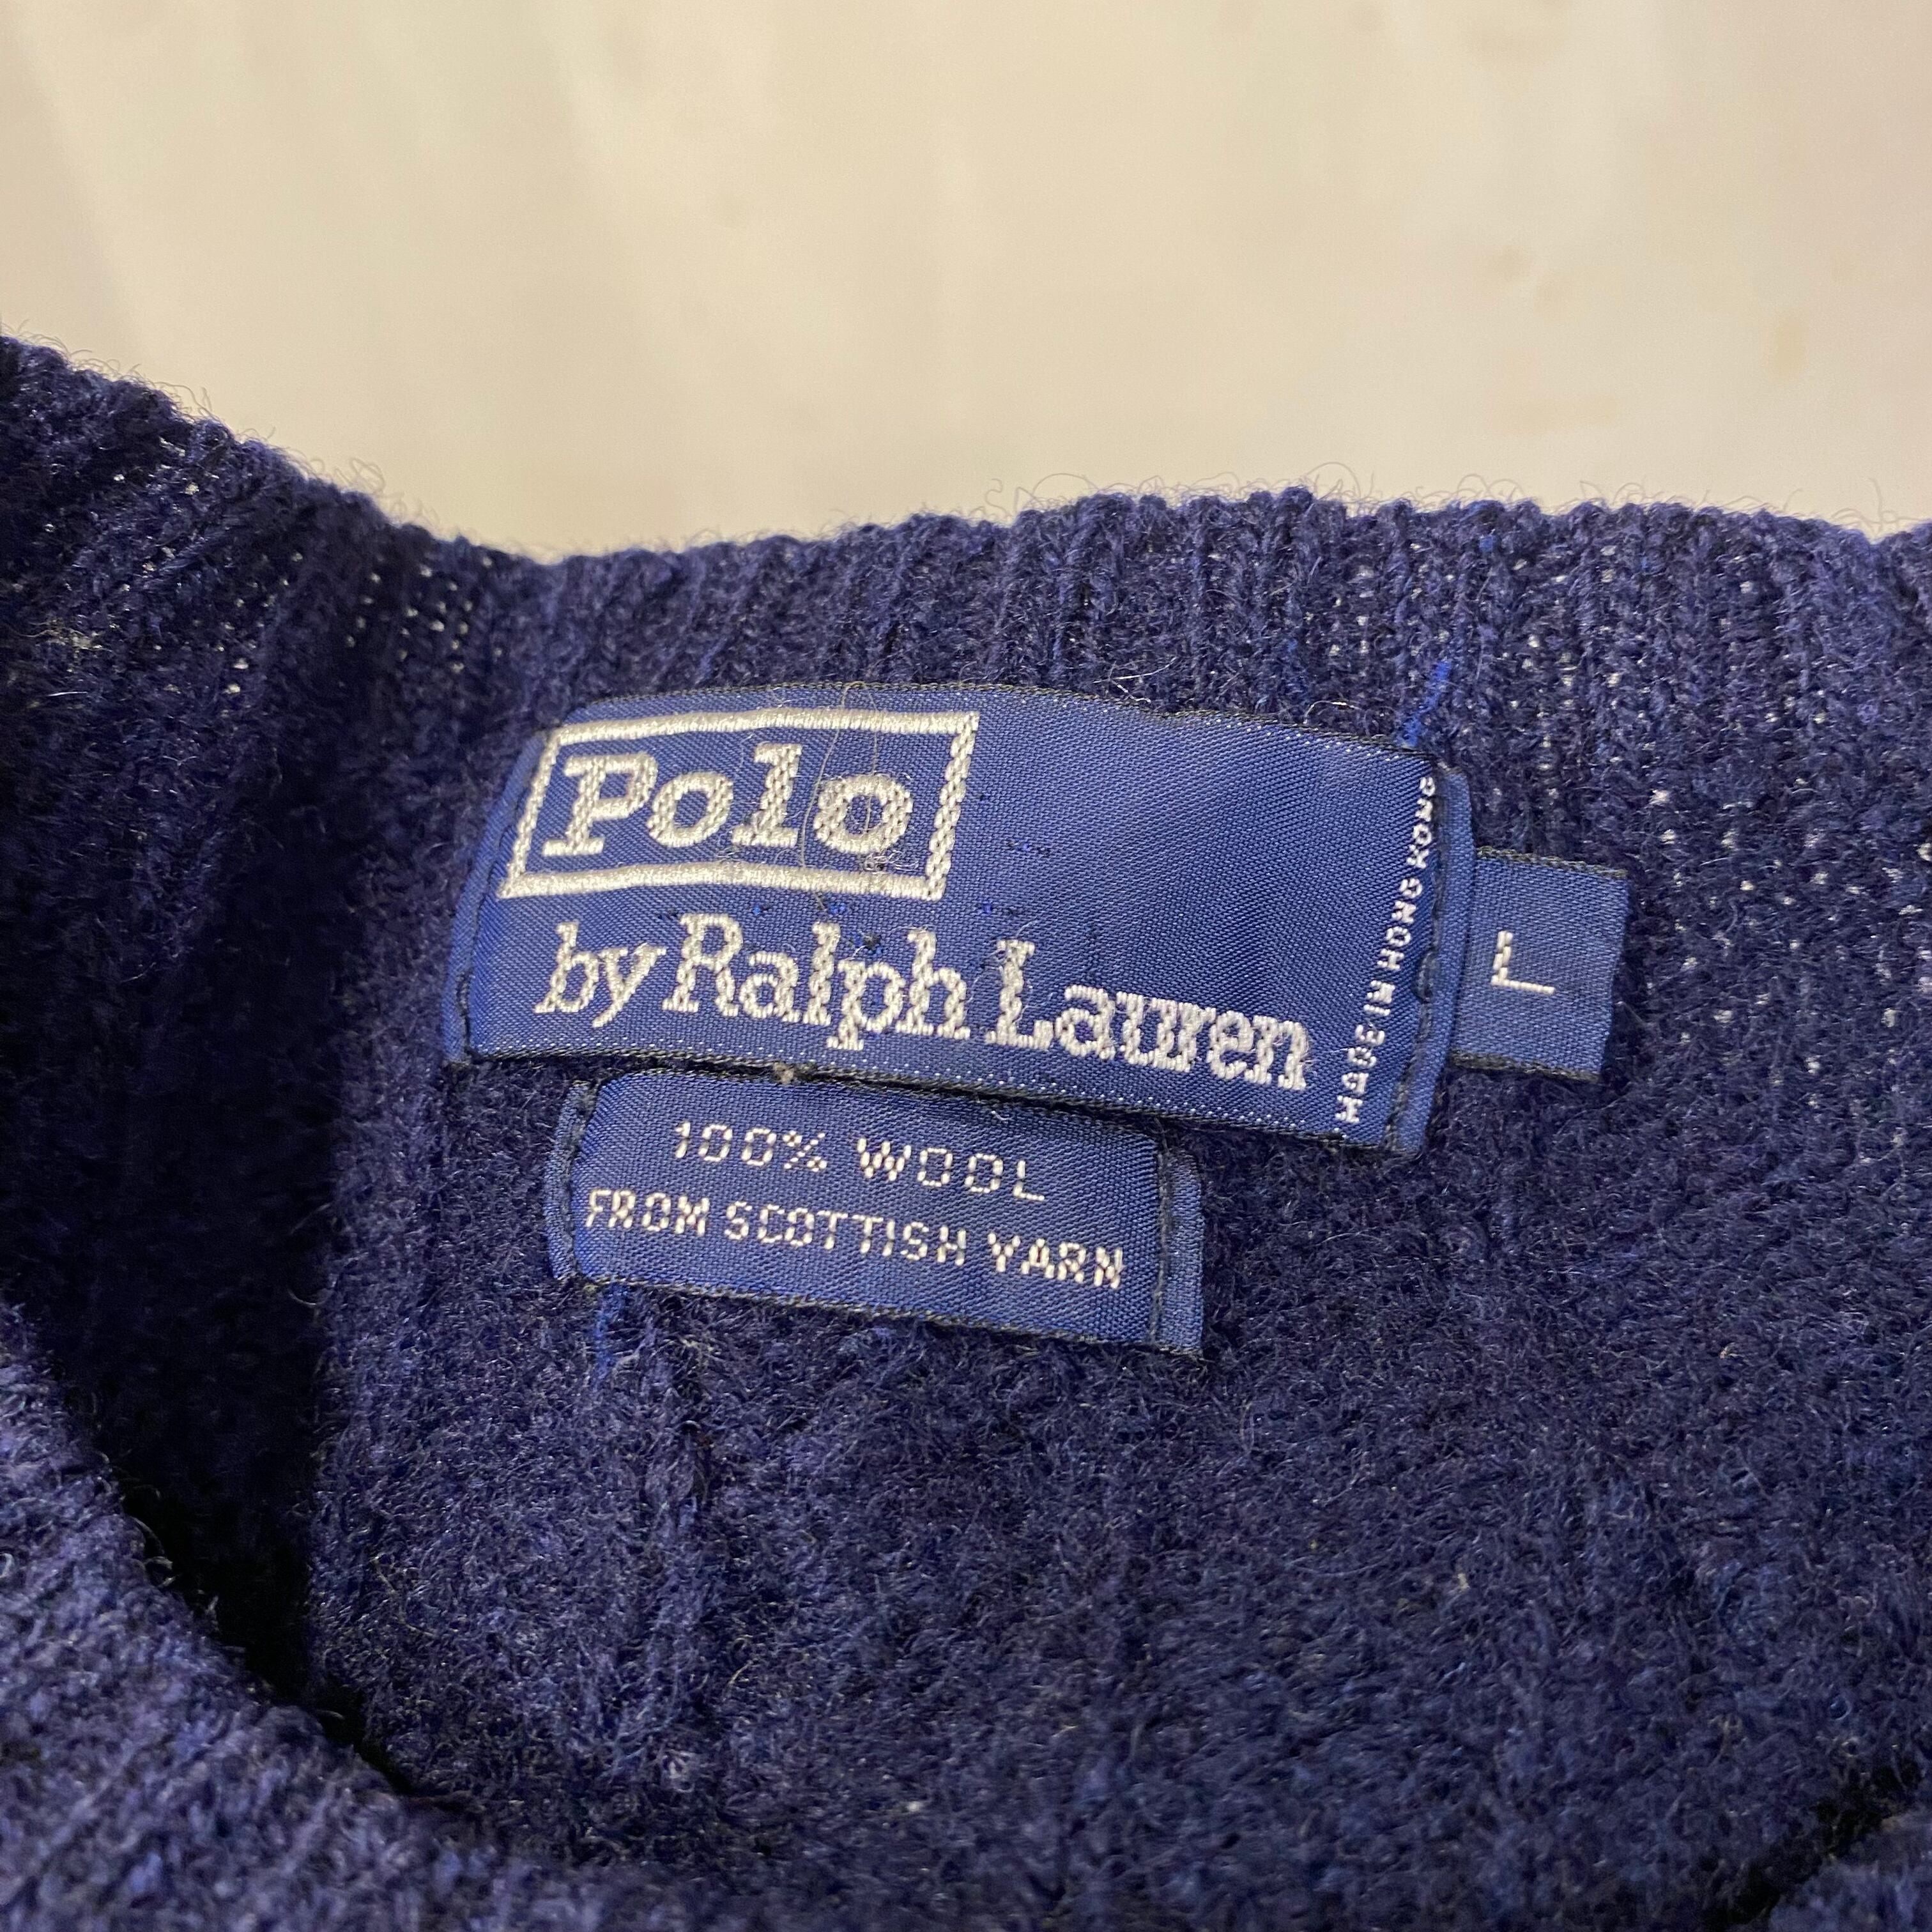 Polo
by Ralph Lauren
MADE IN HONG KONG
L
100% WOOL
FROM SCOTTISH YARN